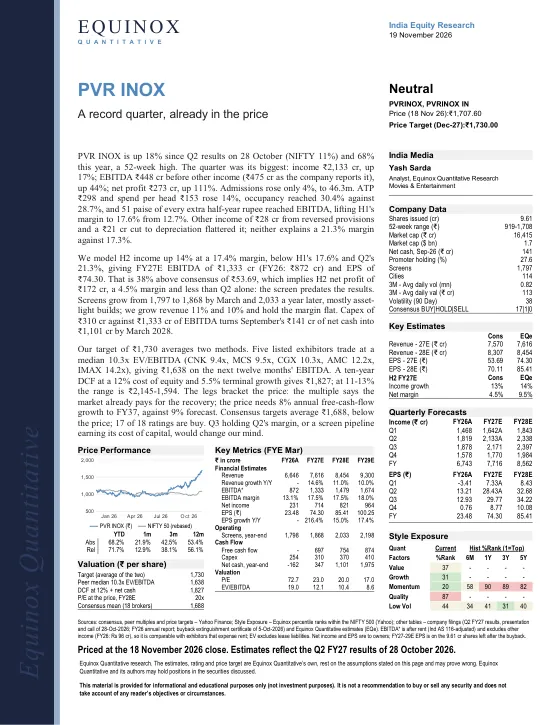 EQUINOX
QUANTITATIVE
India Equity Research
19 November 2026
PVR INOX
A record quarter, already in the price
Neutral
PVRINOX, PVRINOX IN
Price (18 Nov 26):₹1,707.60
Price Target (Dec-27):₹1,730.00
PVR INOX is up 18% since Q2 results on 28 October (NIFTY 11%) and 68%
this year, a 52-week high. The quarter was its biggest: income ₹2,133 cr, up
17%; EBITDA ₹448 cr before other income (₹475 cr as the company reports it),
up 44%; net profit ₹273 cr, up 111%. Admissions rose only 4%, to 46.3m. ATP
₹298 and spend per head ₹153 rose 14%, occupancy reached 30.4% against
28.7%, and 51 paise of every extra half-year rupee reached EBITDA, lifting H1's
margin to 17.6% from 12.7%. Other income of ₹28 cr from reversed provisions
and a ₹21 cr cut to depreciation flattered it; neither explains a 21.3% margin
against 17.3%.
We model H2 income up 14% at a 17.4% margin, below H1's 17.6% and Q2's
21.3%, giving FY27E EBITDA of ₹1,333 cr (FY26: ₹872 cr) and EPS of
₹74.30. That is 38% above consensus of ₹53.69, which implies H2 net profit of
₹172 cr, a 4.5% margin and less than Q2 alone: the screen predates the results.
Screens grow from 1,797 to 1,868 by March and 2,033 a year later, mostly asset-
light builds; we grow revenue 11% and 10% and hold the margin flat. Capex of
₹310 cr against ₹1,333 cr of EBITDA turns September's ₹141 cr of net cash into
₹1,101 cr by March 2028.
Our target of ₹1,730 averages two methods. Five listed exhibitors trade at a
median 10.3x EV/EBITDA (CNK 9.4x, MCS 9.5x, CGX 10.3x, AMC 12.2x,
IMAX 14.2x), giving ₹1,638 on the next twelve months' EBITDA. A ten-year
DCF at a 12% cost of equity and 5.5% terminal growth gives ₹1,827; at 11-13%
the range is ₹2,145-1,594. The legs bracket the price: the multiple says the
market already pays for the recovery; the price needs 8% annual free-cash-flow
growth to FY37, against 9% forecast. Street targets average ₹1,688, below the
price; 17 of 18 ratings are buy. Q3 holding Q2's margin, or a screen pipeline
earning its cost of capital, would change our mind.
India Media
Yash Sarda
Analyst, Equinox Quantitative Research
Movies & Entertainment
Company Data
Shares issued (cr) 9.61
52-week range (₹) 919-1,708
Market cap (₹ cr) 16,415
Market cap ($ bn) 1.7
Net cash, Sep-26 (₹ cr) 141
Promoter holding (%) 27.6
Screens 1,797
Cities 114
3M - Avg daily vol (mn) 0.82
3M - Avg daily val (₹ cr) 113
Volatility (90 Day) 38
Consensus BUY|HOLD|SELL 17|1|0
Key Estimates
Cons EQe
Revenue - 27E (₹ cr) 7,570 7,616
Revenue - 28E (₹ cr) 8,307 8,454
EPS - 27E (₹) 53.69 74.30
EPS - 28E (₹) 70.11 85.41
H2 FY27E Cons EQe
Income growth 13% 14%
Net margin 4.5% 9.5%
Quarterly Forecasts
Income (₹ cr) FY26A FY27E FY28E
Q1 1,468 1,642A 1,843
Q2 1,819 2,133A 2,338
Q3 1,878 2,171 2,397
Q4 1,578 1,770 1,984
FY 6,743 7,716 8,562
EPS (₹) FY26A FY27E FY28E
Q1 -3.41 7.33A 8.43
Q2 13.21 28.43A 32.68
Q3 12.93 29.77 34.22
Q4 0.76 8.77 10.08
FY 23.48 74.30 85.41
Style Exposure
Quant Current Hist %Rank (1=Top)
Factors %Rank 6M 1Y 3Y 5Y
Value 37 - - - -
Growth 31 - - - -
Momentum 20 58 90 89 82
Quality 87 - - - -
Low Vol 44 34 41 31 40
Price Performance
2,000
1,500
1,000
500
Jan 26 Apr 26 Jul 26 Oct 26
PVR INOX (₹) NIFTY 50 (rebased)
YTD 1m 3m 12m
Abs 68.2% 21.9% 42.5% 53.4%
Rel 71.7% 12.9% 38.1% 56.1%
Valuation (₹ per share)
Target (average of the two) 1,730
Peer median 10.3x EV/EBITDA 1,638
DCF at 12% + net cash 1,827
P/E at the price, FY28E 20x
Consensus mean (18 brokers) 1,688
Key Metrics (FYE Mar)
₹ in crore FY26A FY27E FY28E FY29E
Financial Estimates
Revenue 6,646 7,616 8,454 9,300
Revenue growth Y/Y - 14.6% 11.0% 10.0%
EBITDA* 872 1,333 1,479 1,674
EBITDA margin 13.1% 17.5% 17.5% 18.0%
Net income 231 714 821 964
EPS (₹) 23.48 74.30 85.41 100.25
EPS growth Y/Y - 216.4% 15.0% 17.4%
Operating
Screens, year-end 1,798 1,868 2,033 2,198
Cash Flow
Free cash flow - 697 754 874
Capex 254 310 370 410
Net cash, year-end -162 347 1,101 1,975
Valuation
P/E 72.7 23.0 20.0 17.0
EV/EBITDA 19.0 12.1 10.4 8.6
Sources: consensus, peer multiples and price targets – Yahoo Finance; Style Exposure – Equinox percentile ranks within the NIFTY 500 (Yahoo); other tables – company filings (Q2 FY27 results, presentation
and call of 28-Oct-2026; FY26 annual report; buyback extinguishment certificate of 5-Oct-2026) and Equinox Quantitative estimates (EQe). EBITDA* is after rent (Ind AS 116-adjusted) and excludes other
income (FY26: Rs 96 cr), so it is comparable with exhibitors that expense rent; EV excludes lease liabilities. Net income and EPS are to owners; FY27-29E EPS is on the 9.61 cr shares left after the buyback.
Priced at the 18 November 2026 close. Estimates reflect the Q2 FY27 results of 28 October 2026.
Equinox Quantitative research. The estimates, rating and price target are Equinox Quantitative's own, rest on the assumptions stated on this page and may prove wrong. Equinox Quantitative
and its authors may hold positions in the securities discussed.
This material is provided for informational and educational purposes only (not investment purposes). It is not a recommendation to buy or sell any security and does not
take account of any reader's objectives or circumstances.
Equinox Quantitative